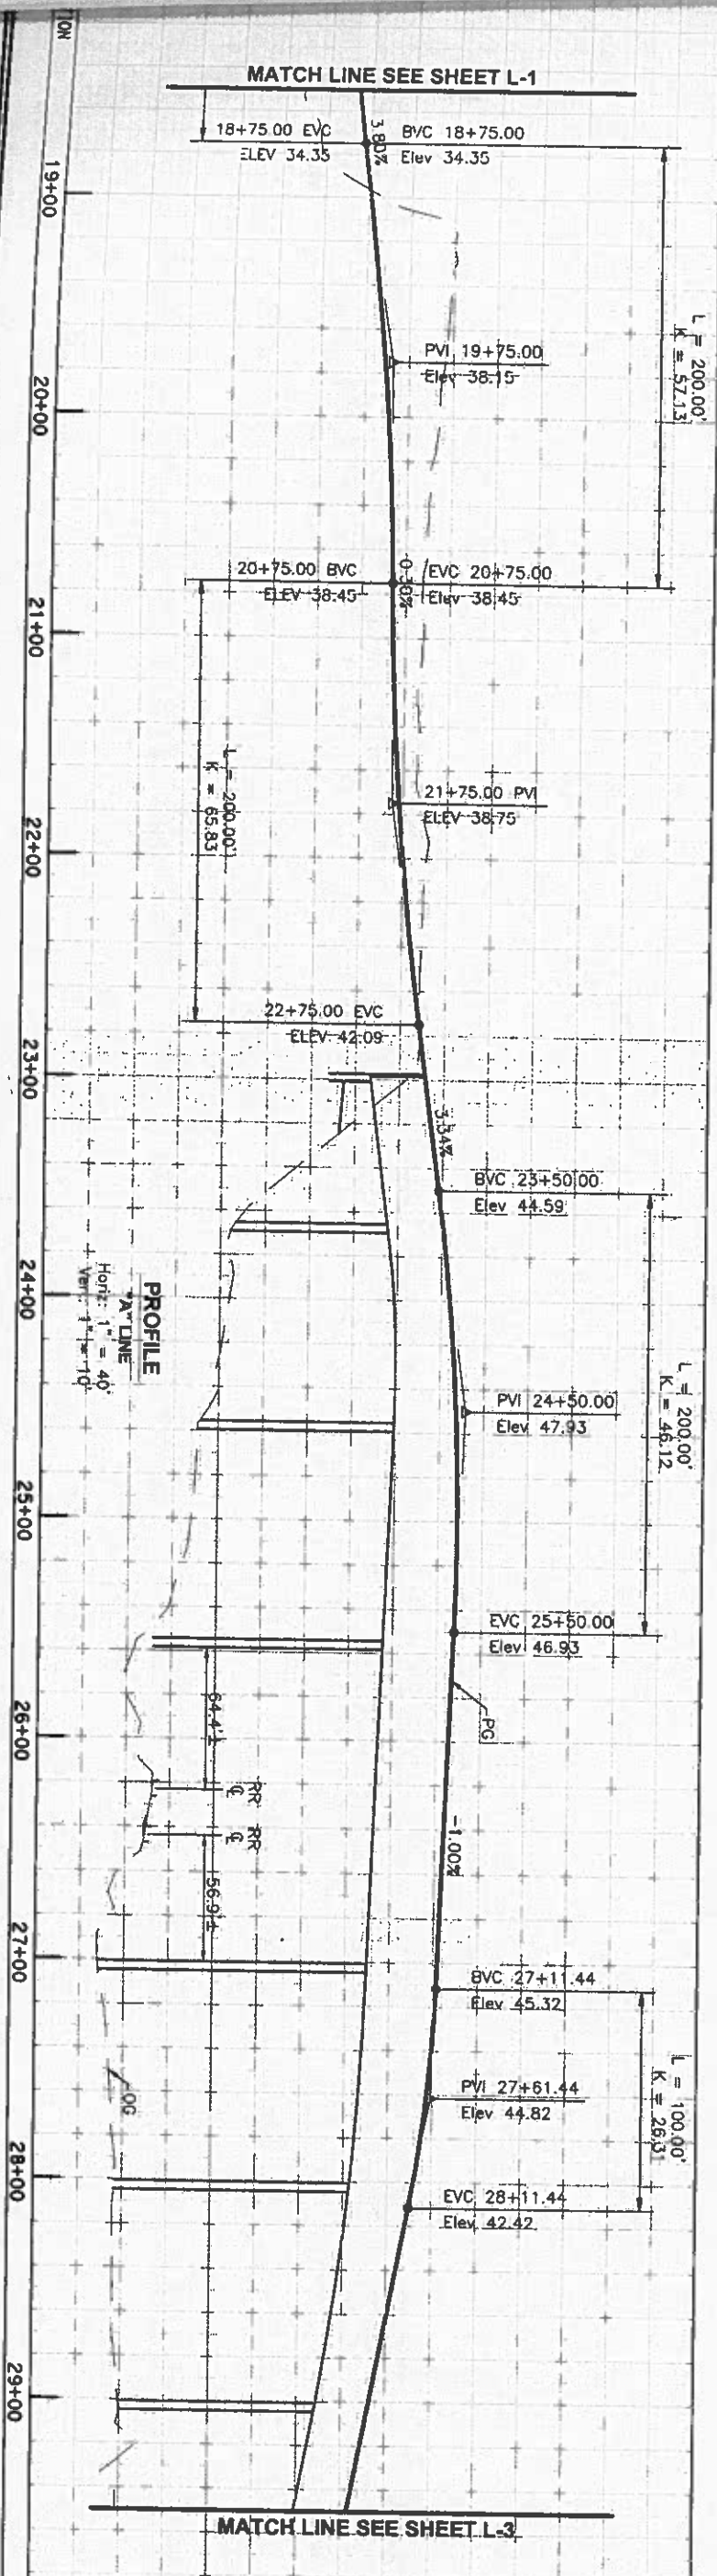 ION
MATCH LINE SEE SHEET L-1
18+75.00 EVC
ELEV 34.35
3.80%
BVC 18+75.00
Elev 34.35
L = 200.00'
K = 57.13
PVI 19+75.00
Elev 38.15
20+75.00 BVC
ELEV 38.45
0.30%
EVC 20+75.00
Elev 38.45
L = 200.00'
K = 65.83
21+75.00 PVI
ELEV 38.75
22+75.00 EVC
ELEV 42.09
3.34%
BVC 23+50.00
Elev 44.59
L = 200.00'
K = 46.12
PVI 24+50.00
Elev 47.93
EVC 25+50.00
Elev 46.93
PG
-1.00%
64.4'±
℄ RR
℄ RR
56.9'±
BVC 27+11.44
Elev 45.32
L = 100.00'
K = 26.31
PVI 27+61.44
Elev 44.82
EVC 28+11.44
Elev 42.42
OG
PROFILE
"A" LINE
Horiz: 1" = 40'
Vert: 1" = 10'
19+00
20+00
21+00
22+00
23+00
24+00
25+00
26+00
27+00
28+00
29+00
MATCH LINE SEE SHEET L-3